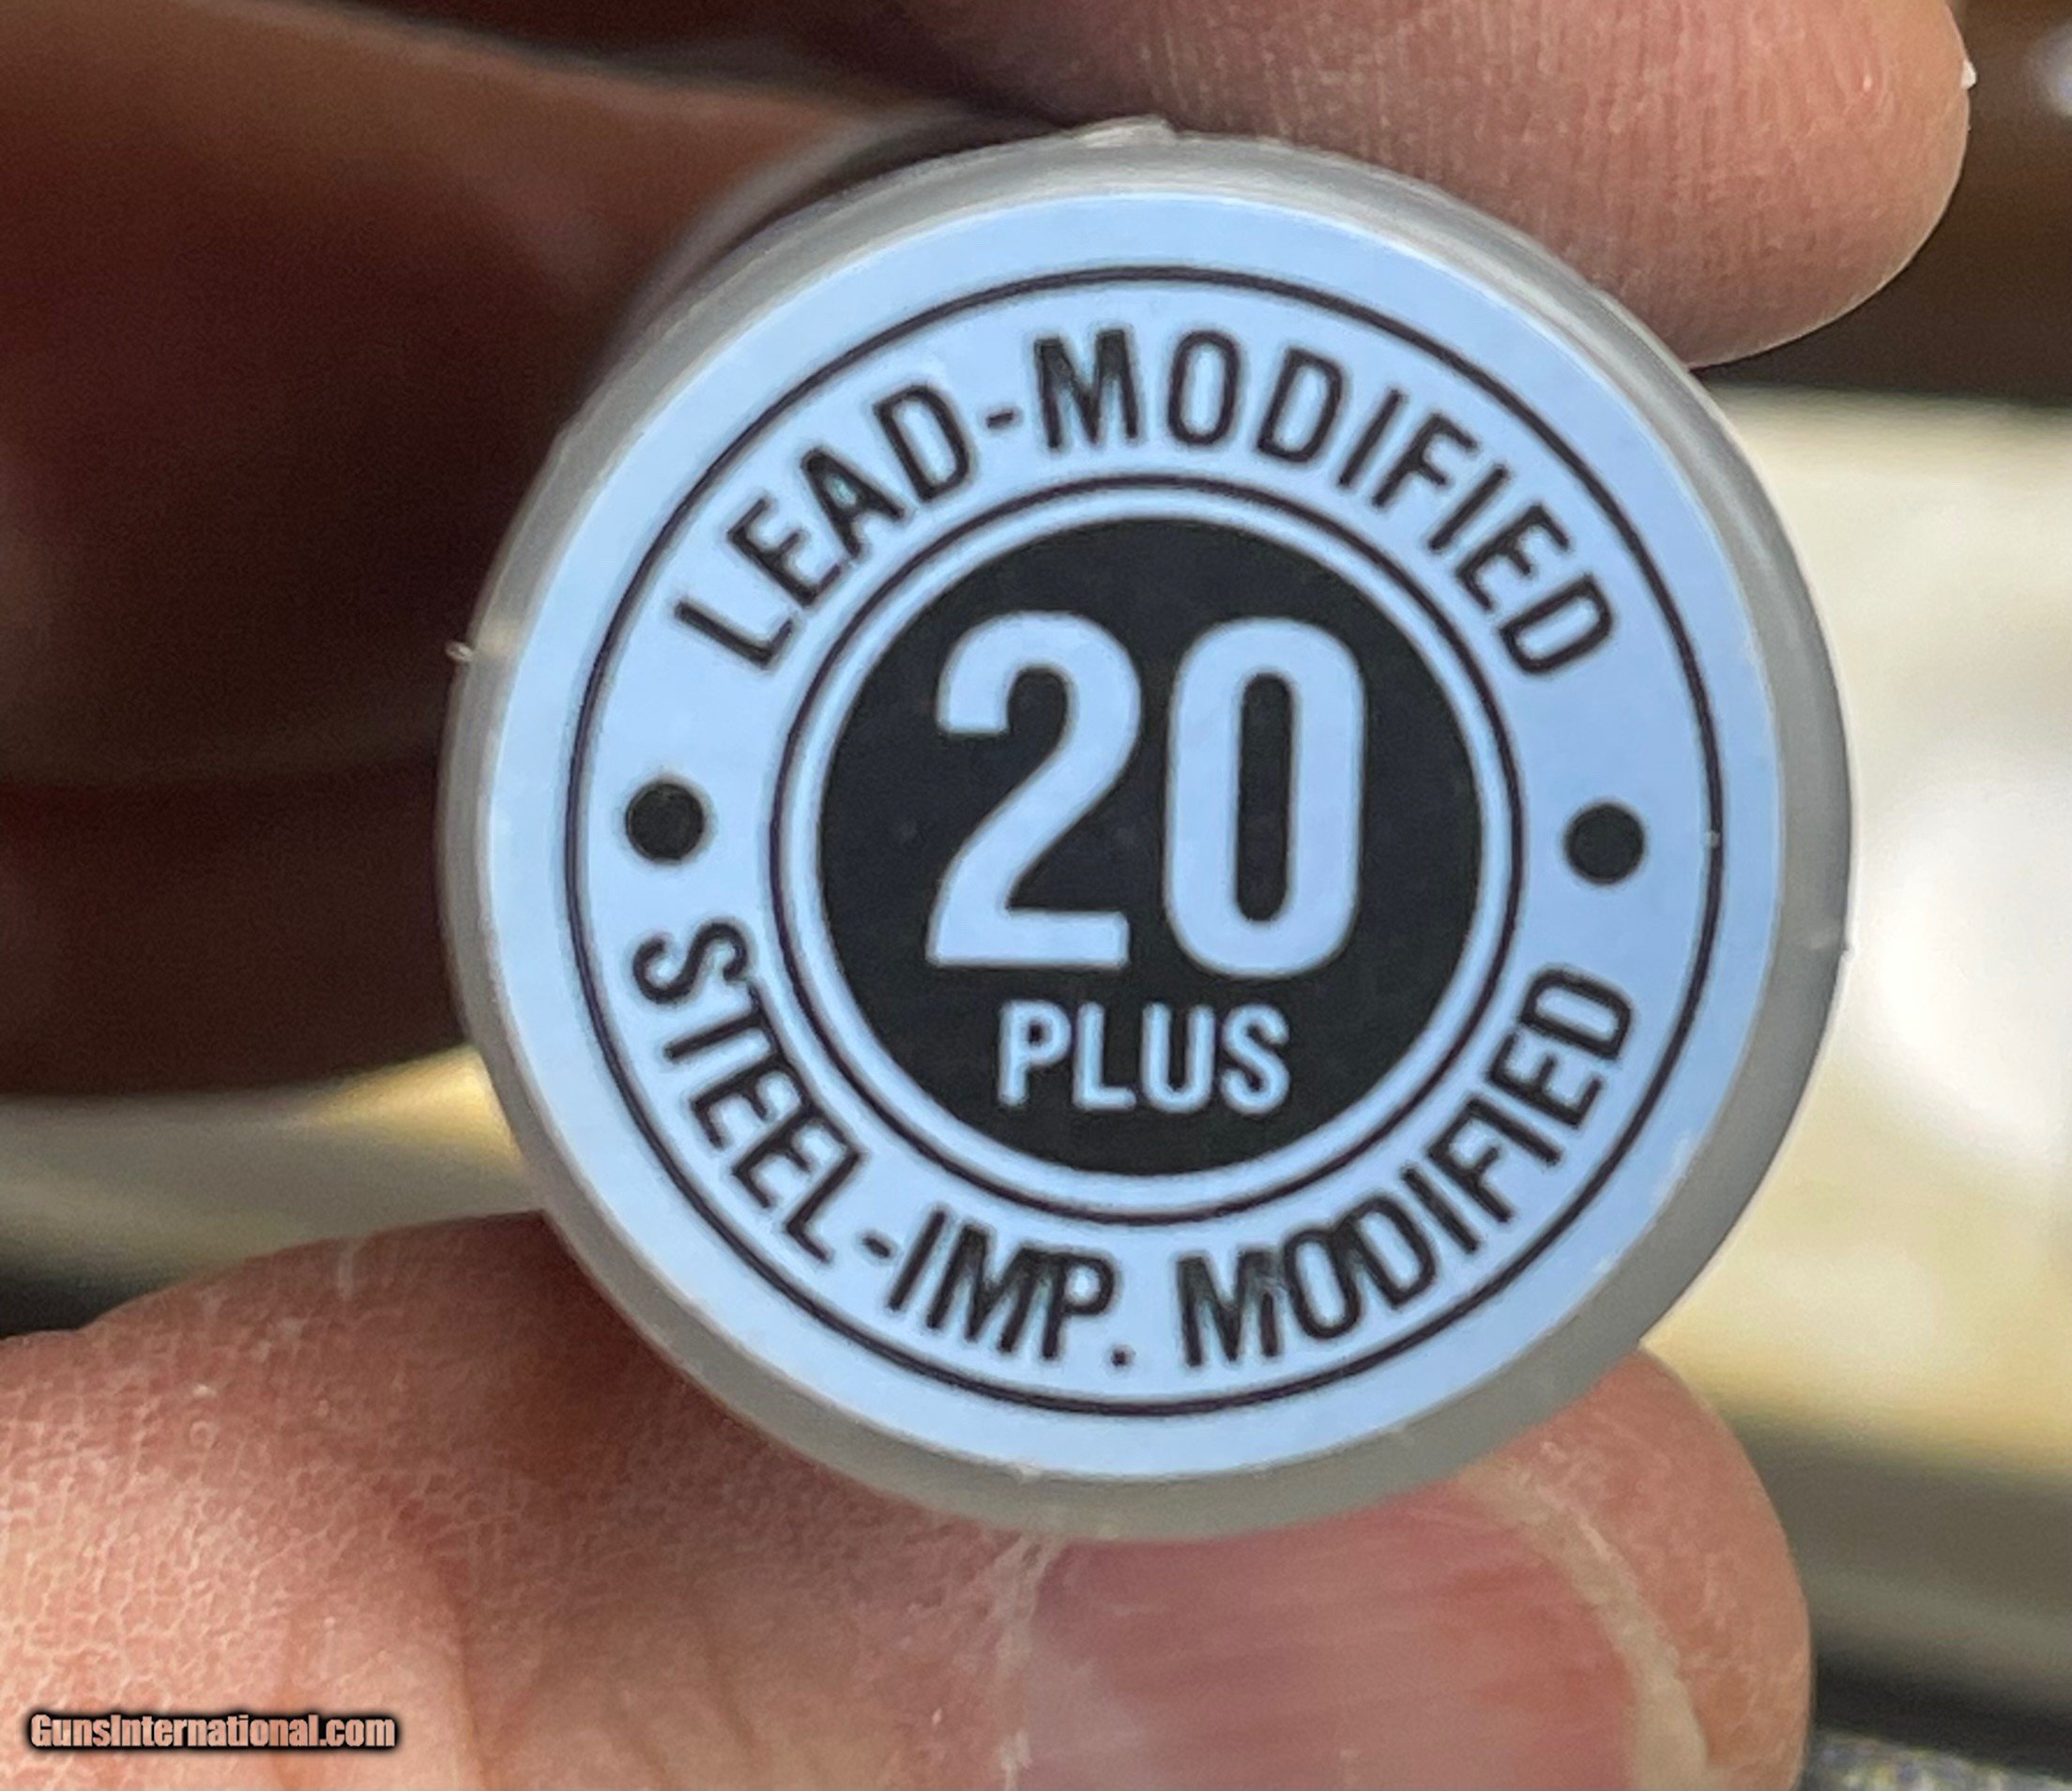 LEAD-MODIFIED
20
PLUS
STEEL-IMP. MODIFIED
GunsInternational.com